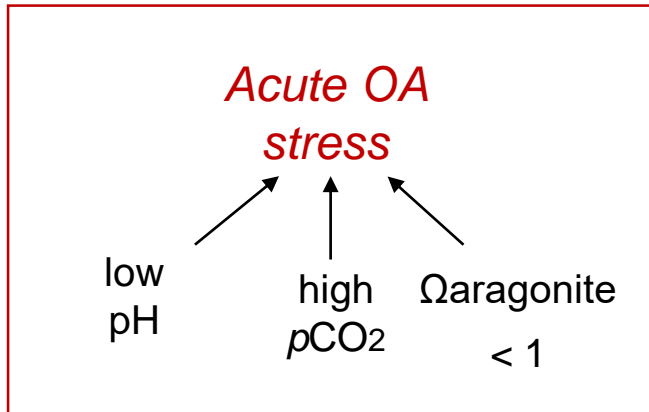 Acute OA
stress
low
pH
high
pCO2
Ωaragonite
< 1